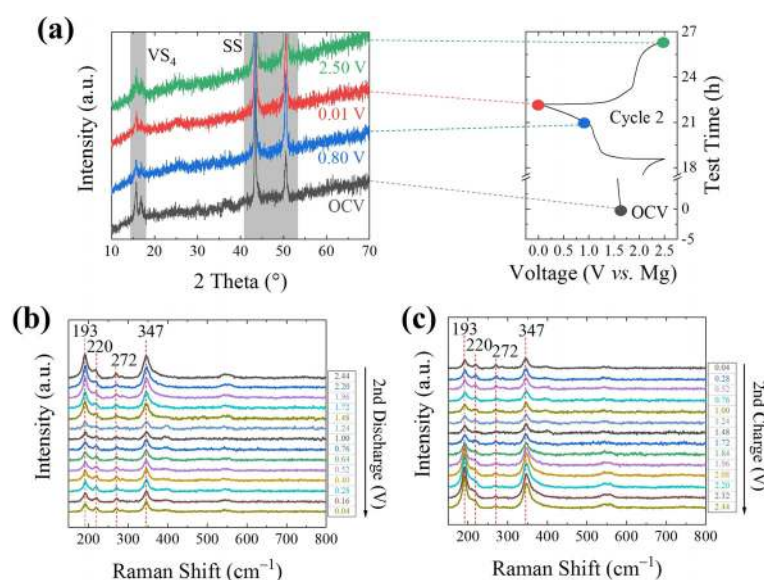 (a)
VS4
SS
2.50 V
0.01 V
0.80 V
OCV
Intensity (a.u.)
10 20 30 40 50 60 70
2 Theta (°)
Cycle 2
OCV
27
24
21
18
0
-5
Test Time (h)
0.0 0.5 1.0 1.5 2.0 2.5
Voltage (V vs. Mg)
(b)
193
220
272
347
Intensity (a.u.)
2.44
2.20
1.96
1.72
1.48
1.24
1.00
0.76
0.64
0.52
0.40
0.28
0.16
0.04
2nd Discharge (V)
200 300 400 500 600 700 800
Raman Shift (cm⁻¹)
(c)
193
220
272
347
Intensity (a.u.)
0.04
0.28
0.52
0.76
1.00
1.24
1.48
1.72
1.84
1.96
2.08
2.20
2.32
2.44
2nd Charge (V)
200 300 400 500 600 700 800
Raman Shift (cm⁻¹)